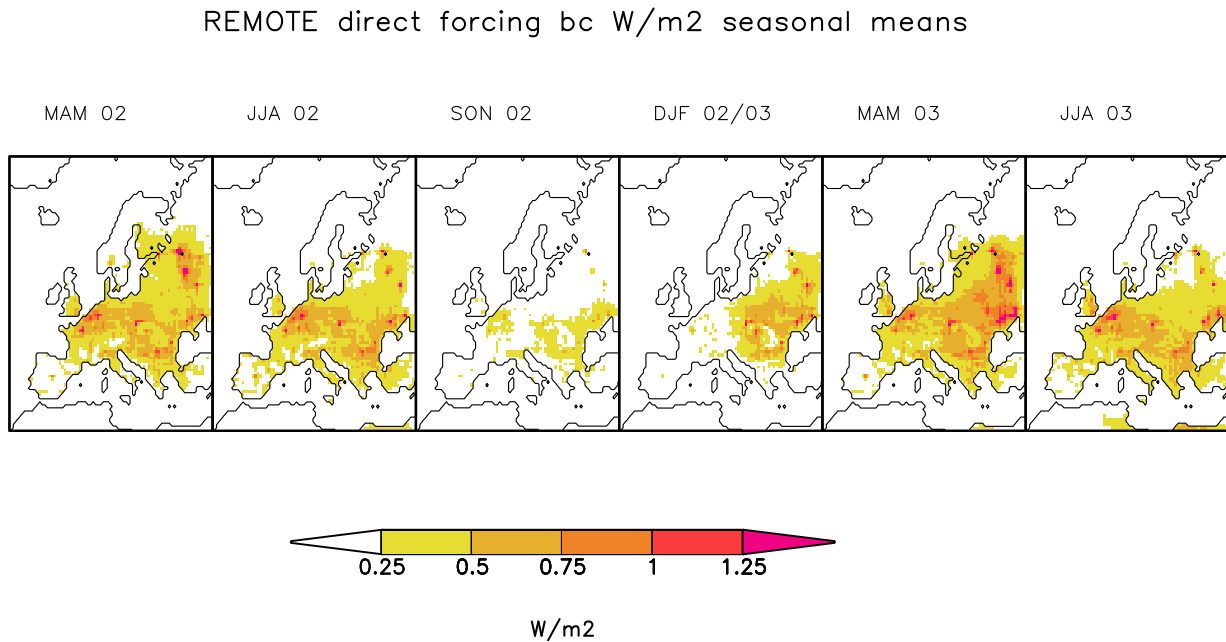 REMOTE direct forcing bc W/m2 seasonal means
MAM 02 JJA 02 SON 02 DJF 02/03 MAM 03 JJA 03
0.25 0.5 0.75 1 1.25
W/m2